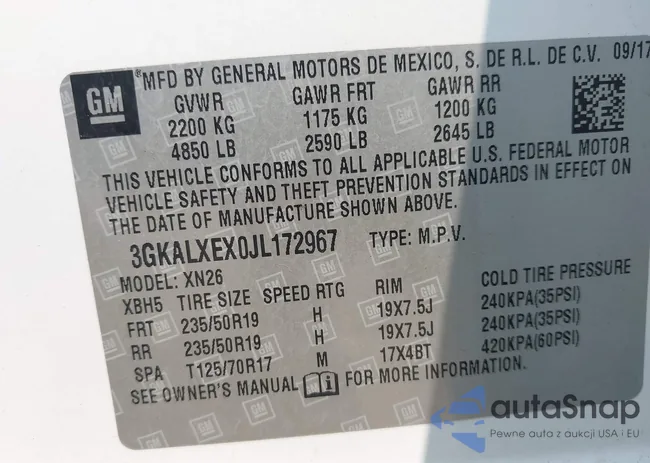 GM
MFD BY GENERAL MOTORS DE MEXICO, S. DE R.L. DE C.V. 09/17
GVWR GAWR FRT GAWR RR
2200 KG 1175 KG 1200 KG
4850 LB 2590 LB 2645 LB
THIS VEHICLE CONFORMS TO ALL APPLICABLE U.S. FEDERAL MOTOR
VEHICLE SAFETY AND THEFT PREVENTION STANDARDS IN EFFECT ON
THE DATE OF MANUFACTURE SHOWN ABOVE.
3GKALXEX0JL172967 TYPE: M.P.V.
MODEL: XN26
XBH5 TIRE SIZE SPEED RTG RIM COLD TIRE PRESSURE
FRT 235/50R19 H 19X7.5J 240KPA(35PSI)
RR 235/50R19 H 19X7.5J 240KPA(35PSI)
SPA T125/70R17 M 17X4BT 420KPA(60PSI)
SEE OWNER'S MANUAL FOR MORE INFORMATION.
autaSnap
Pewne auta z aukcji USA i EU